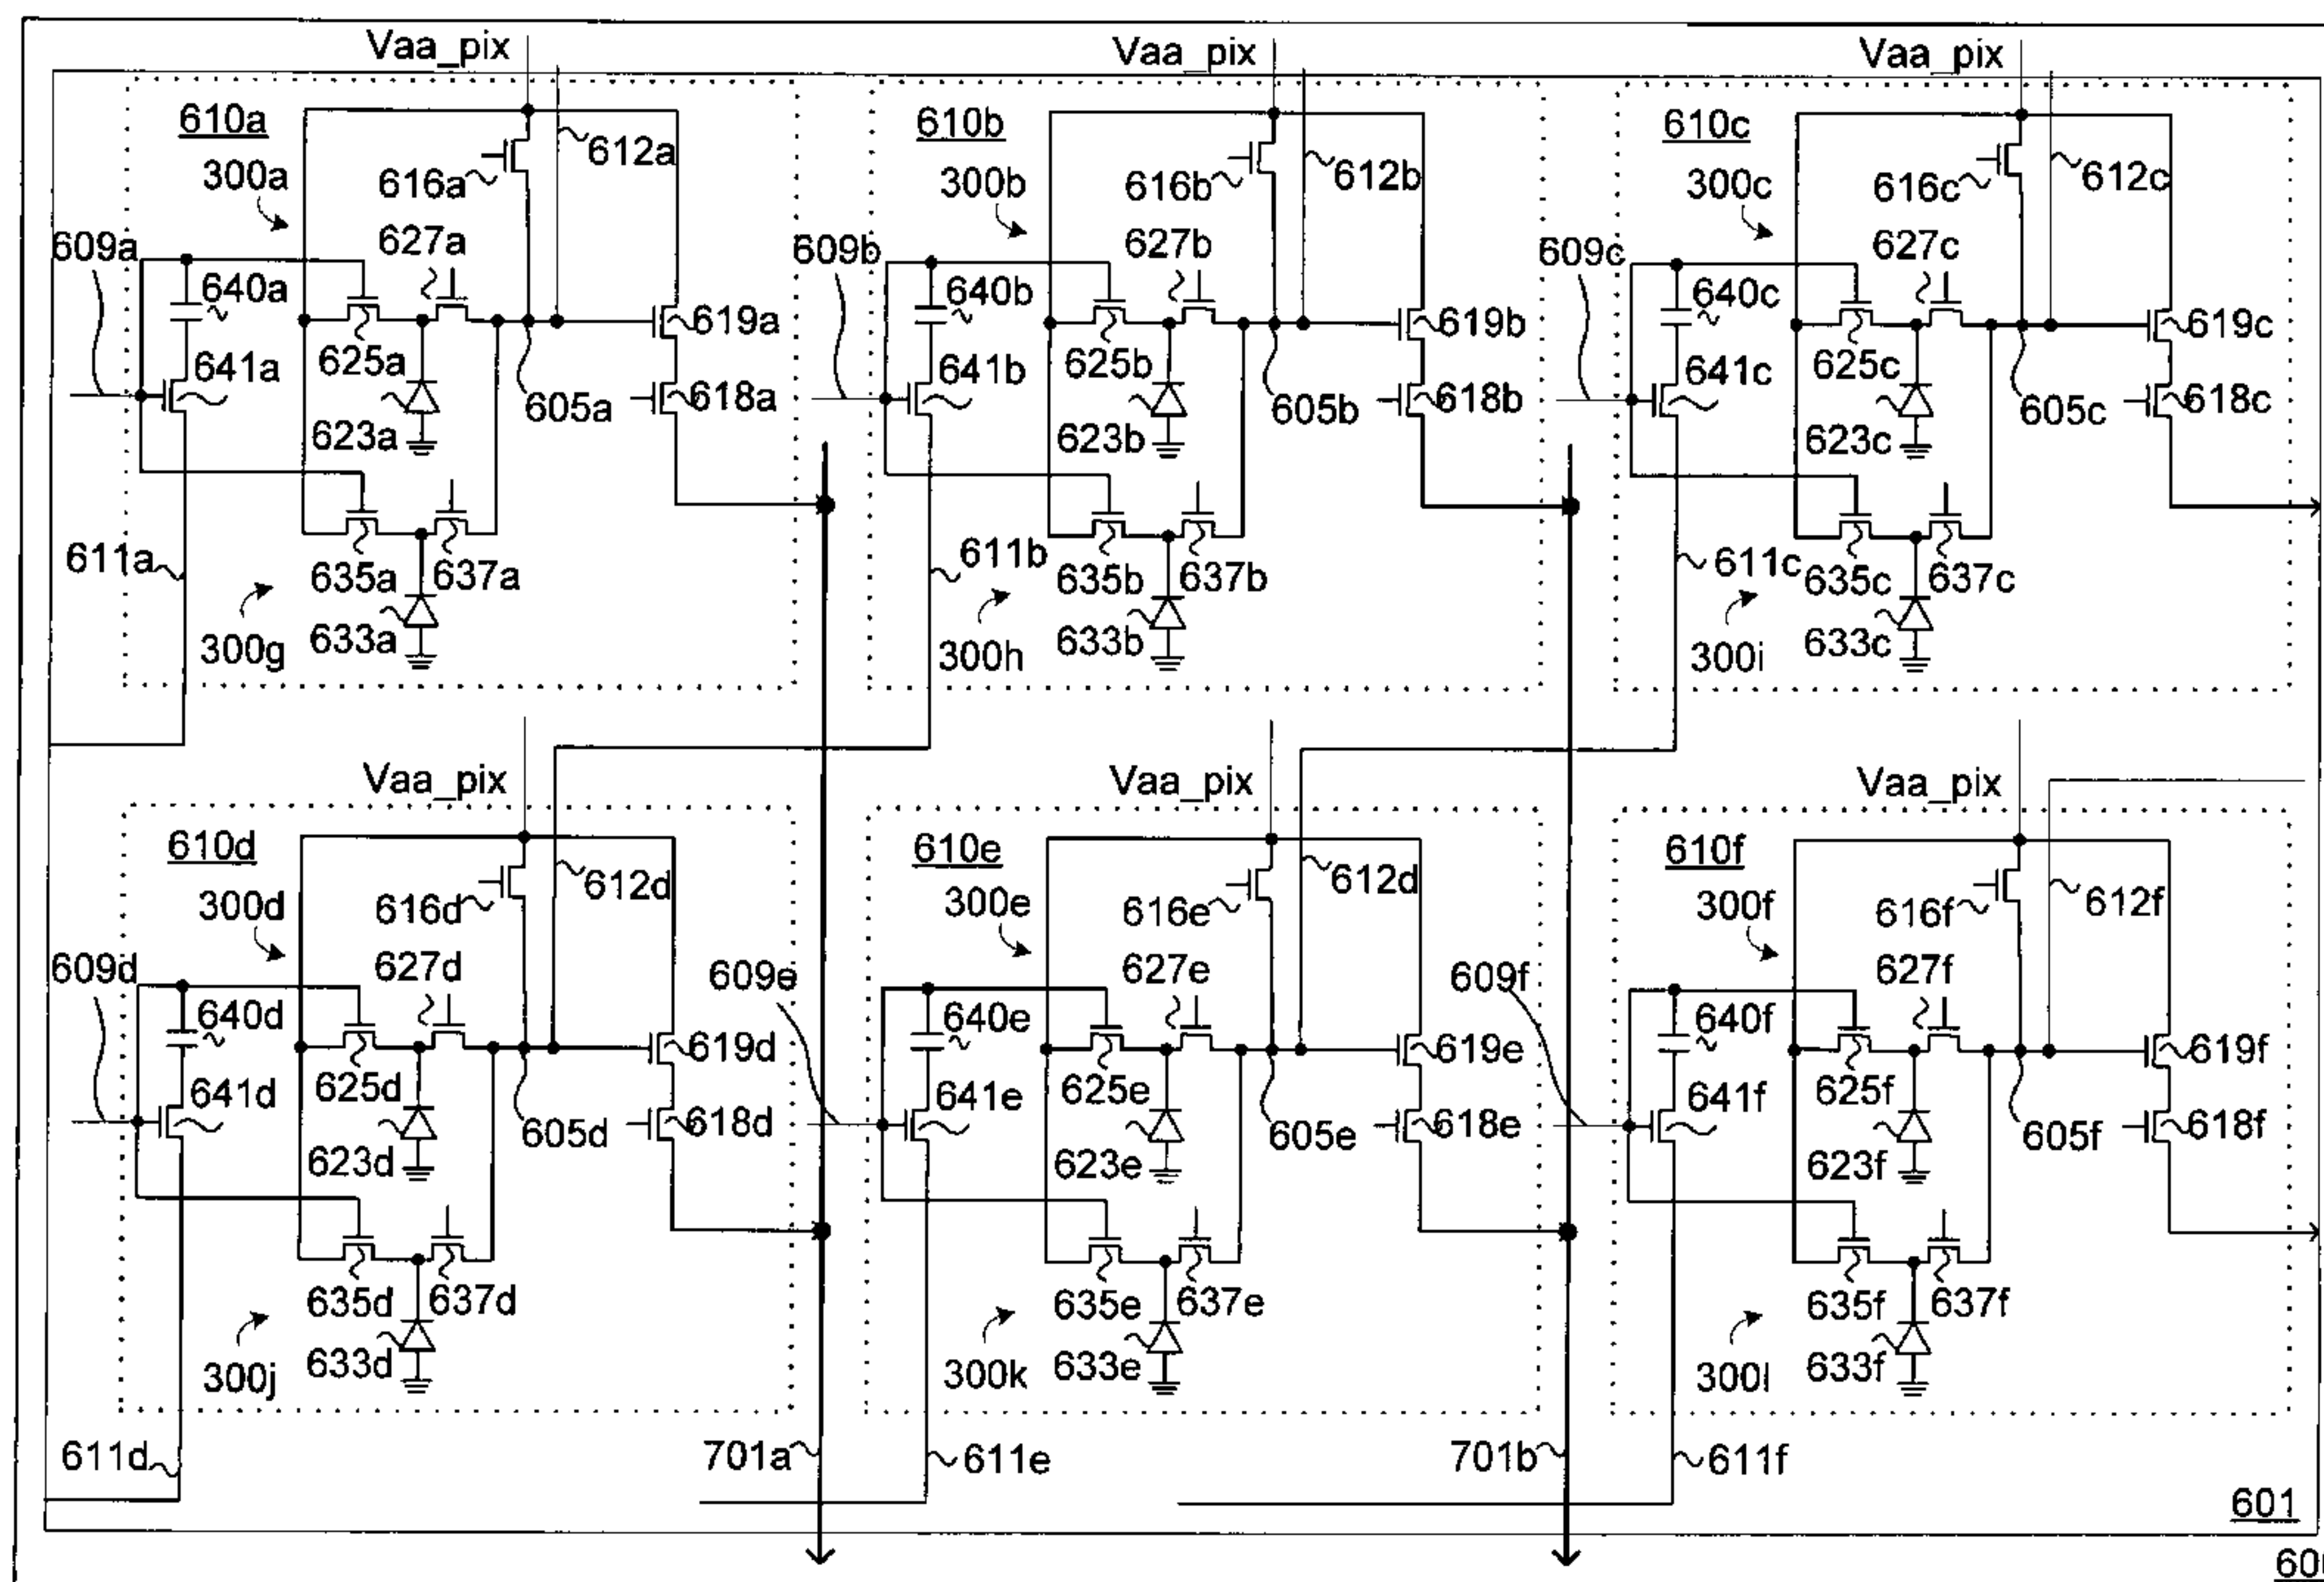 Vaa_pix Vaa_pix Vaa_pix
610a 612a 610b 612b 610c 612c
300a 616a 300b 616b 300c 616c
609a 627a 609b 627b 609c 627c
640a 619a 640b 619b 640c 619c
625a 625b 625c
641a 618a 641b 618b 641c 618c
605a 605b 605c
623a 623b 623c
611a 611b 611c
635a 637a 635b 637b 635c 637c
300g 633a 300h 633b 300i 633c
Vaa_pix Vaa_pix Vaa_pix
610d 612d 610e 612d 610f 612f
300d 616d 300e 616e 300f 616f
609d 627d 609e 627e 609f 627f
640d 619d 640e 619e 640f 619f
625d 625e 625f
641d 618d 641e 618e 641f 618f
605d 605e 605f
623d 623e 623f
635d 637d 635e 637e 635f 637f
300j 633d 300k 633e 300l 633f
611d 701a 611e 701b 611f
601